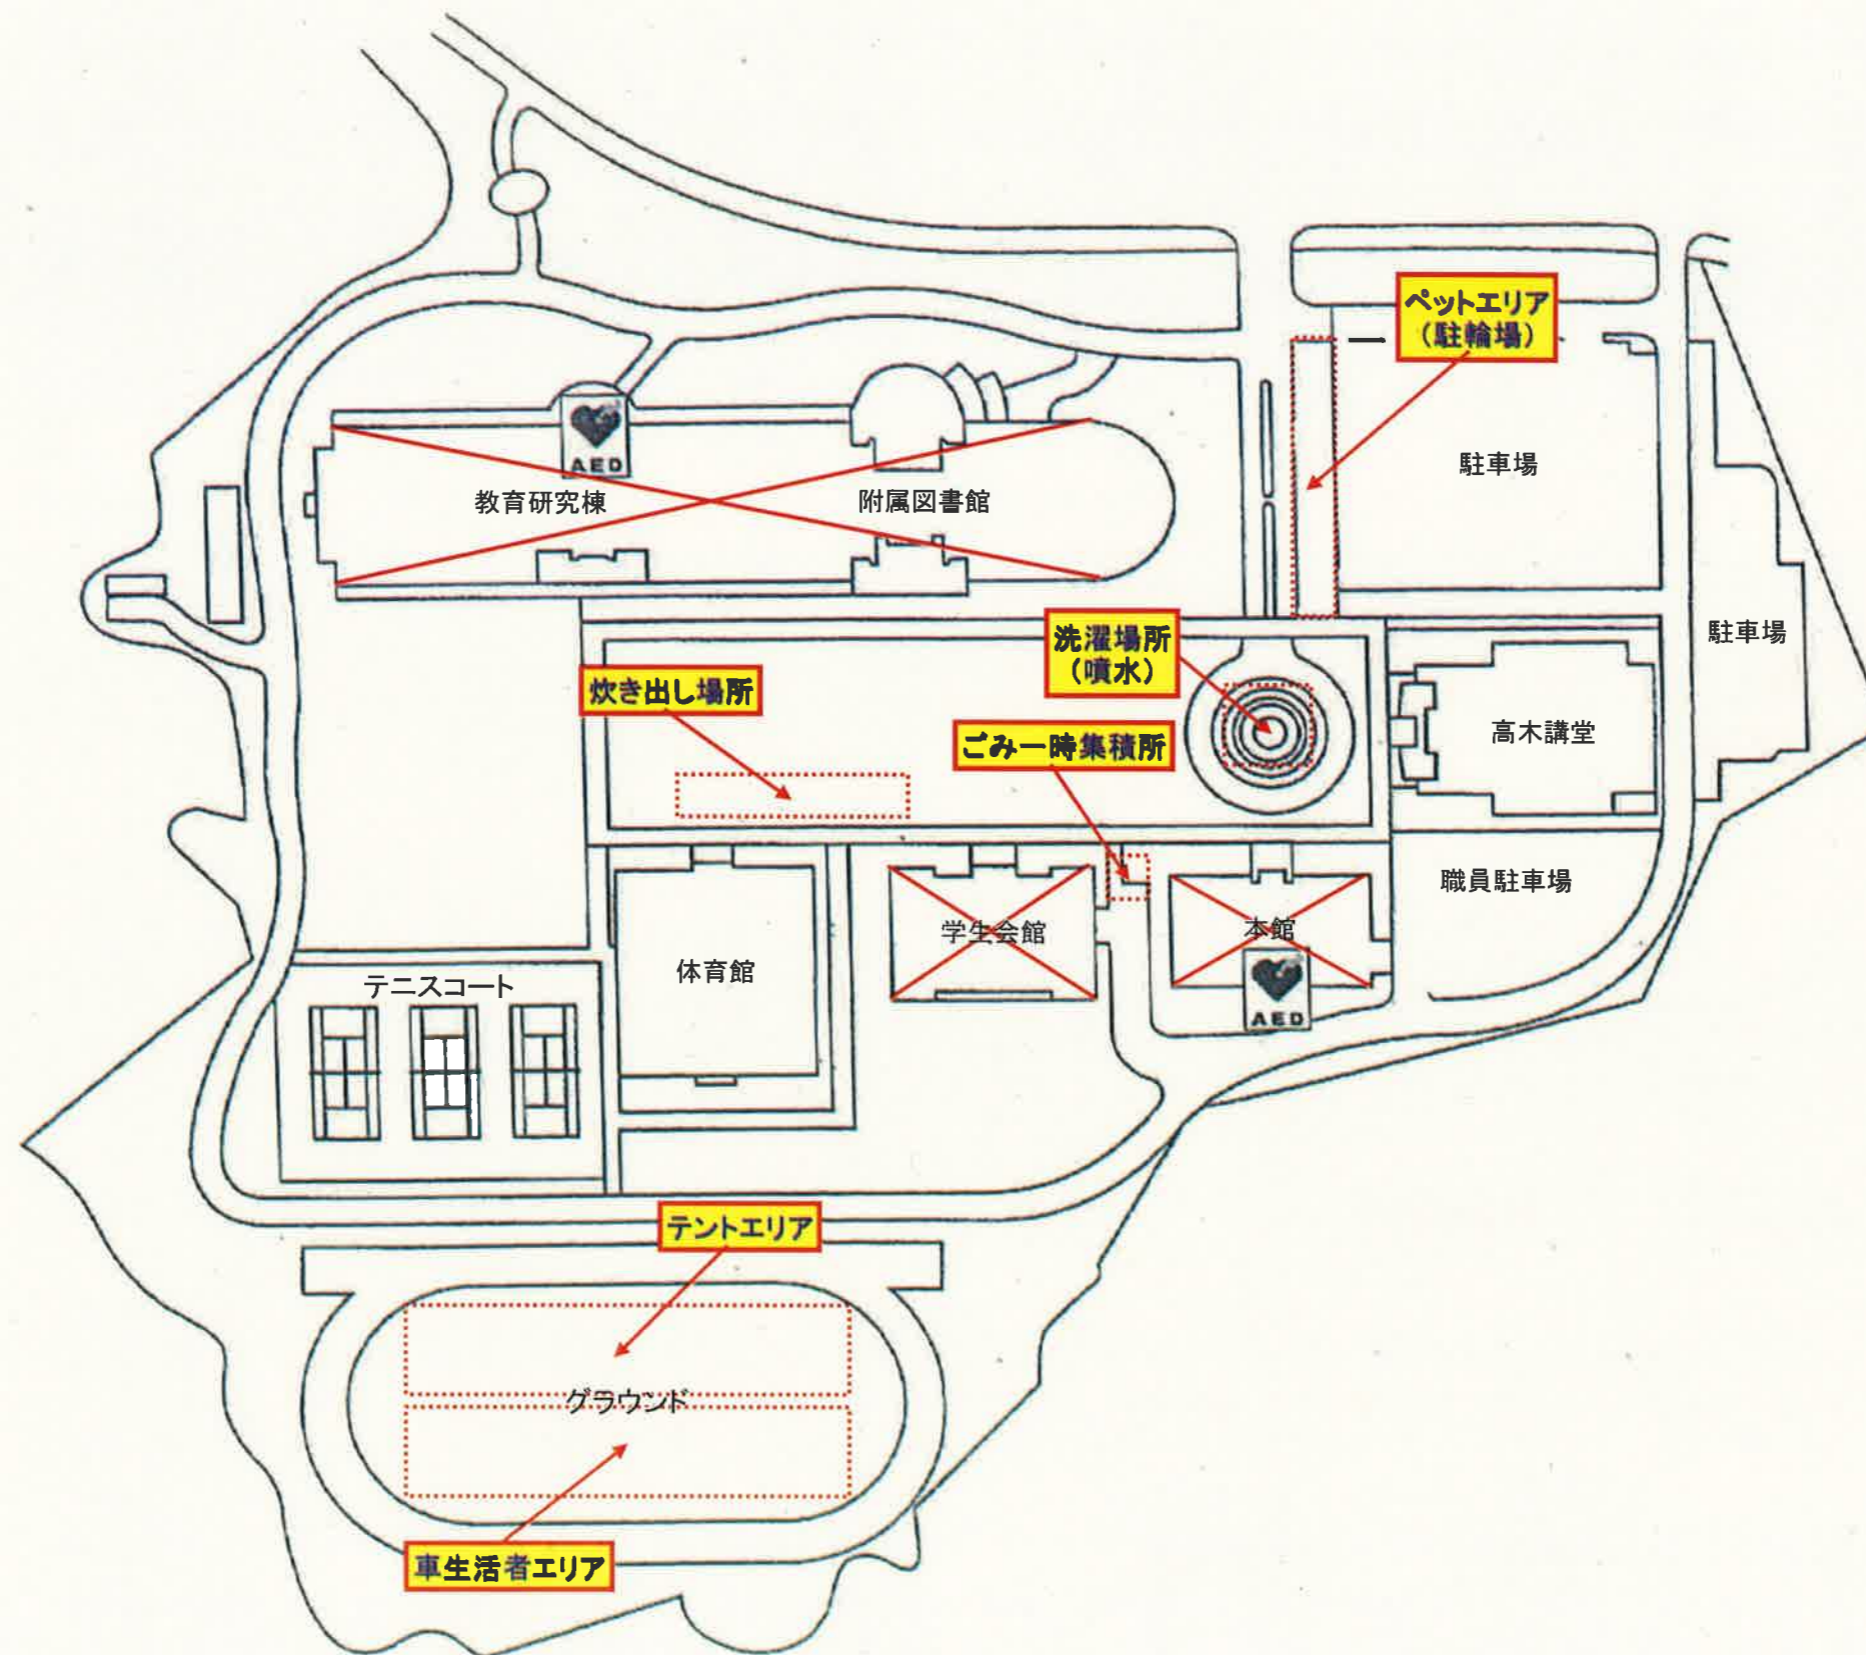 ペットエリア
（駐輪場）
AED
駐車場
教育研究棟
附属図書館
洗濯場所
（噴水）
駐車場
炊き出し場所
ごみ一時集積所
高木講堂
職員駐車場
学生会館
本館
体育館
テニスコート
AED
テントエリア
グラウンド
車生活者エリア